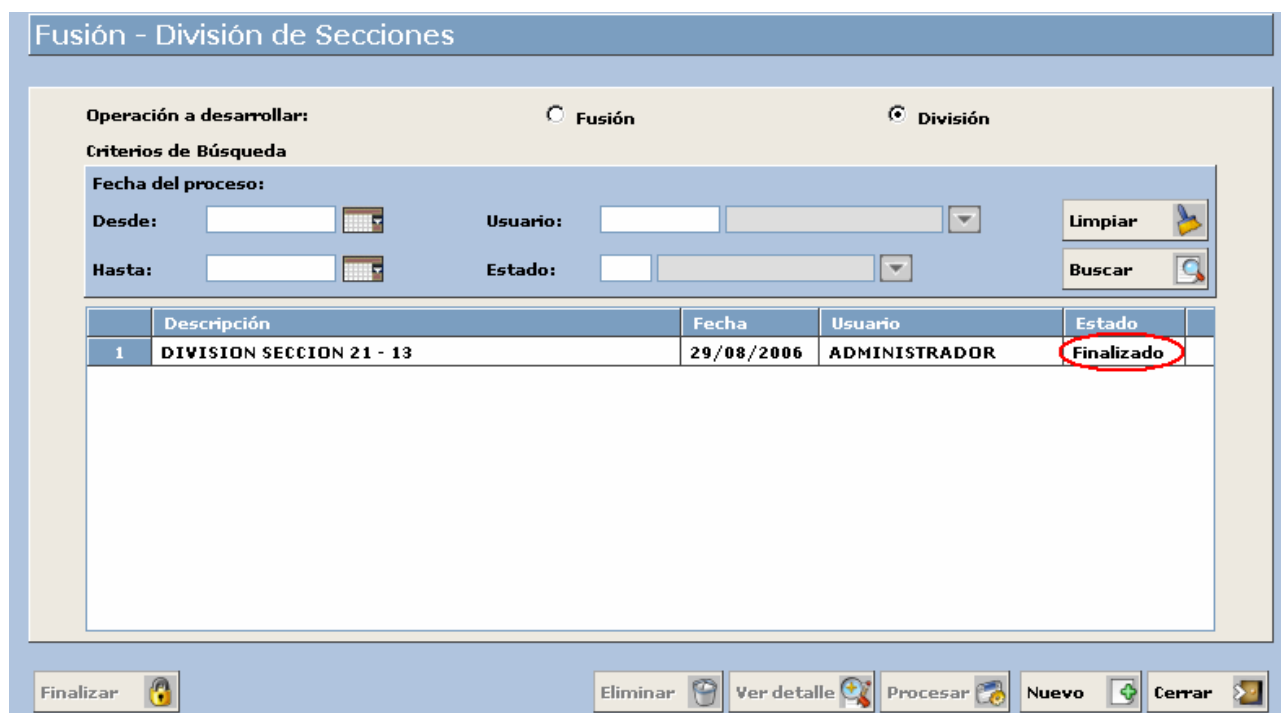 Fusión - División de Secciones
Operación a desarrollar: Fusión División
Criterios de Búsqueda
Fecha del proceso:
Desde: Usuario: Limpiar
Hasta: Estado: Buscar
Descripción Fecha Usuario Estado
1 DIVISION SECCION 21 - 13 29/08/2006 ADMINISTRADOR Finalizado
Finalizar Eliminar Ver detalle Procesar Nuevo Cerrar